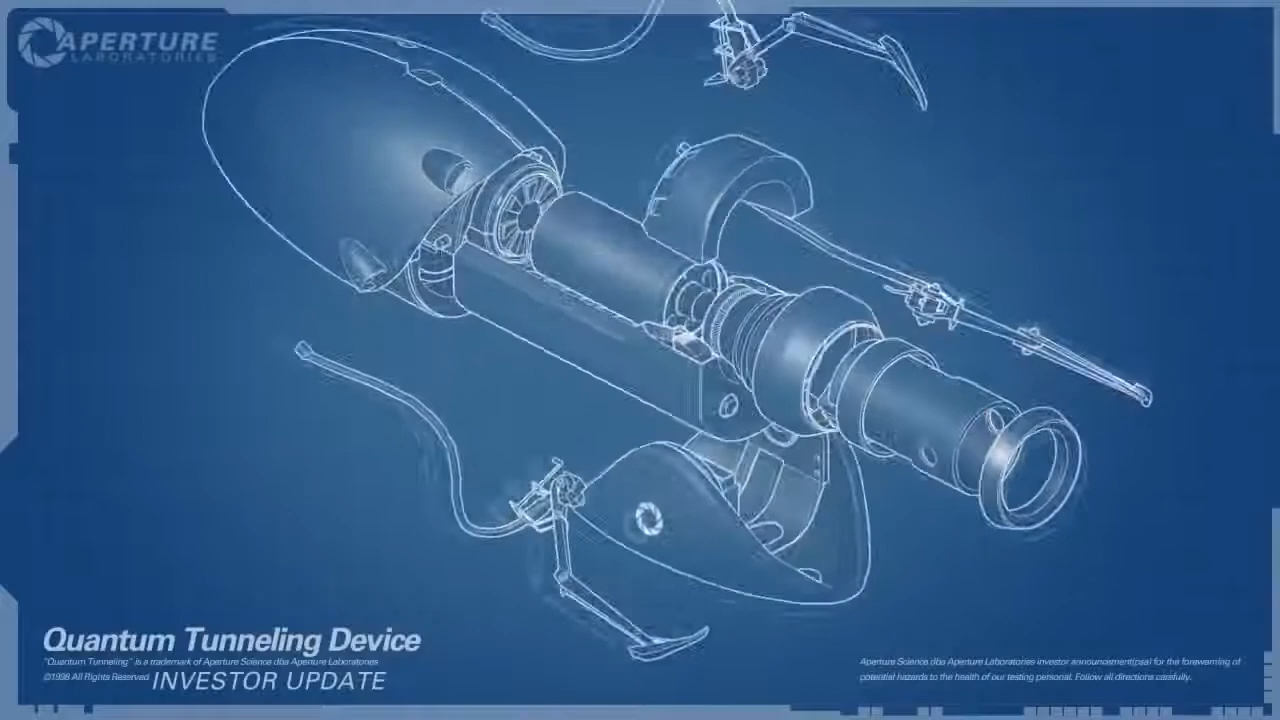 APERTURE
LABORATORIES
Quantum Tunneling Device
"Quantum Tunneling" is a trademark of Aperture Science dba Aperture Laboratories
©1998 All Rights Reserved INVESTOR UPDATE
Aperture Science dba Aperture Laboratories investor announcment(psa) for the forewarning of
potential hazards to the health of our testing personal. Follow all directions carefully.